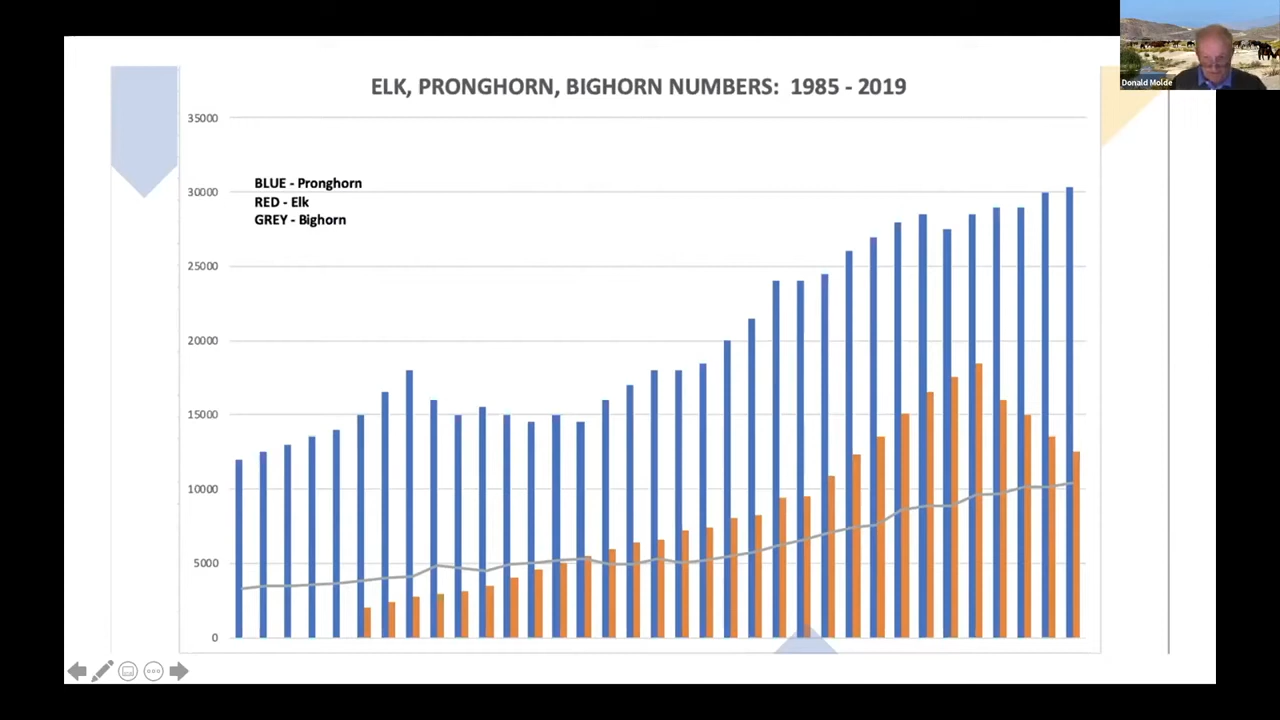 ELK, PRONGHORN, BIGHORN NUMBERS:  1985 - 2019
Donald Molde
35000
BLUE - Pronghorn
30000
RED - Elk
GREY - Bighorn
25000
20000
15000
10000
5000
0